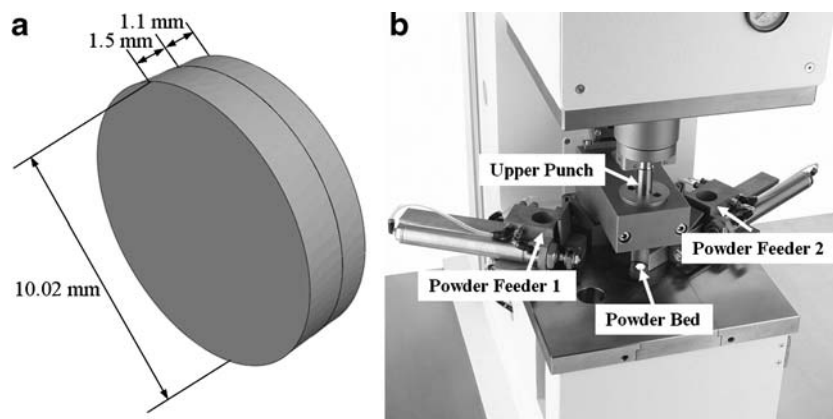 a
1.1 mm
1.5 mm
10.02 mm
b
Upper Punch
Powder Feeder 2
Powder Feeder 1
Powder Bed